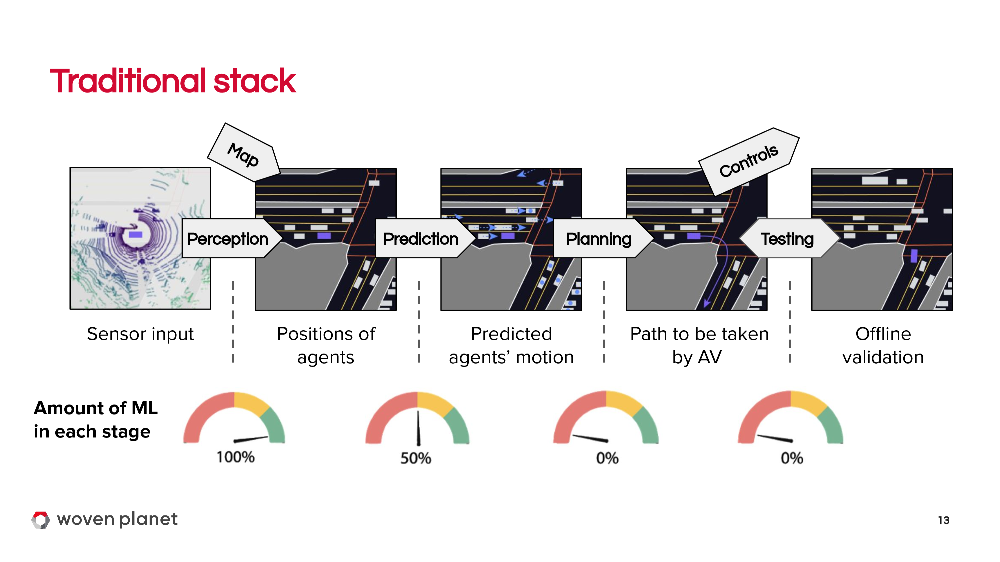 Traditional stack
Map
Controls
Perception
Prediction
Planning
Testing
Sensor input
Positions of
agents
Predicted
agents’ motion
Path to be taken
by AV
Offline
validation
Amount of ML
in each stage
100%
50%
0%
0%
woven planet
13